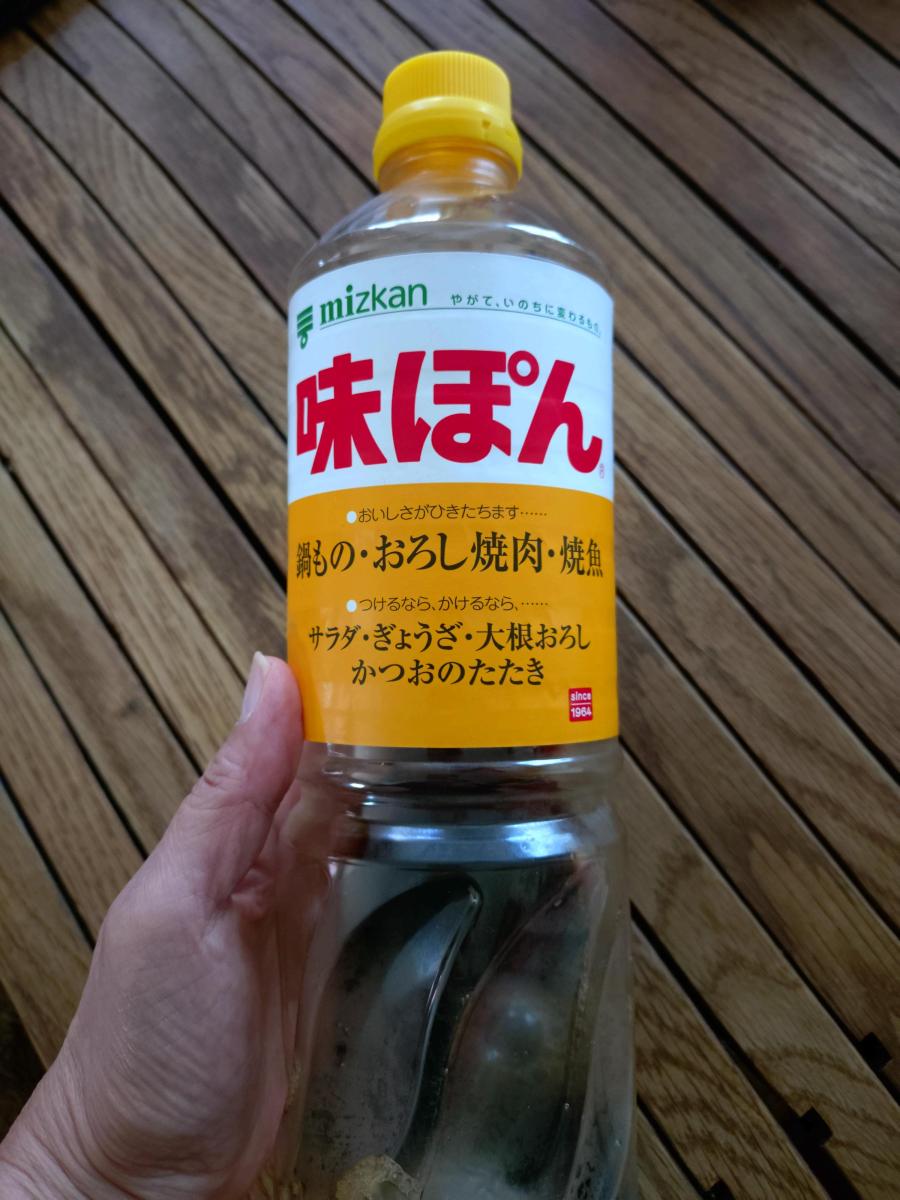 mizkan
やがて、いのちに変わるもの。
味ぽん®
●おいしさがひきたちます……
鍋もの・おろし焼肉・焼魚
●つけるなら、かけるなら、……
サラダ・ぎょうざ・大根おろし
かつおのたたき
since
1964